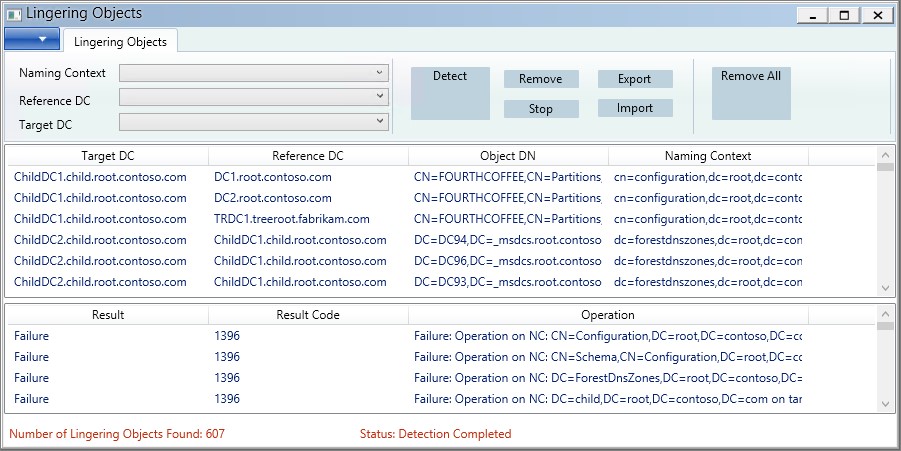 Lingering Objects
Lingering Objects
Naming Context
Reference DC
Target DC
Detect
Remove
Stop
Export
Import
Remove All
Target DC Reference DC Object DN Naming Context
ChildDC1.child.root.contoso.com DC1.root.contoso.com CN=FOURTHCOFFEE,CN=Partitions, cn=configuration,dc=root,dc=contc
ChildDC1.child.root.contoso.com DC2.root.contoso.com CN=FOURTHCOFFEE,CN=Partitions, cn=configuration,dc=root,dc=contc
ChildDC1.child.root.contoso.com TRDC1.treeroot.fabrikam.com CN=FOURTHCOFFEE,CN=Partitions, cn=configuration,dc=root,dc=contc
ChildDC2.child.root.contoso.com ChildDC1.child.root.contoso.com DC=DC94,DC=_msdcs.root.contoso dc=forestdnszones,dc=root,dc=con
ChildDC2.child.root.contoso.com ChildDC1.child.root.contoso.com DC=DC96,DC=_msdcs.root.contoso dc=forestdnszones,dc=root,dc=con
ChildDC2.child.root.contoso.com ChildDC1.child.root.contoso.com DC=DC93,DC=_msdcs.root.contoso dc=forestdnszones,dc=root,dc=con
Result Result Code Operation
Failure 1396 Failure: Operation on NC: CN=Configuration,DC=root,DC=contoso,DC=cc
Failure 1396 Failure: Operation on NC: CN=Schema,CN=Configuration,DC=root,DC=cc
Failure 1396 Failure: Operation on NC: DC=ForestDnsZones,DC=root,DC=contoso,DC=
Failure 1396 Failure: Operation on NC: DC=child,DC=root,DC=contoso,DC=com on tar
Number of Lingering Objects Found: 607 Status: Detection Completed